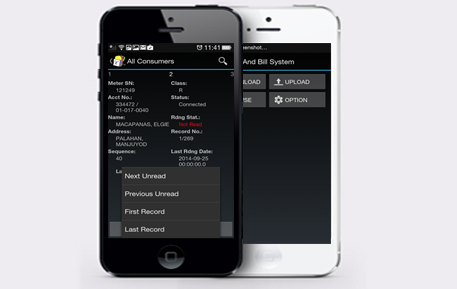 11:41
All Consumers
1 2 3
Meter SN: Class:
121249 R
Acct No.: Status:
334472 / Connected
01-017-0040
Name: Rdng Stat.:
MACAPANAS, ELGIE Not Read
Address: Record No.:
PALAHAN, 1/269
MANJUYOD
Sequence: Last Rdng Date:
40 2014-09-25
00:00:00.0
La
Next Unread
Previous Unread
First Record
Last Record
enshot...
And Bill System
LOAD UPLOAD
SE OPTION